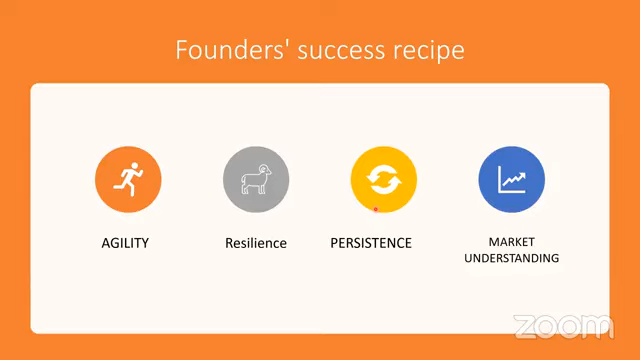 Founders' success recipe
AGILITY
Resilience
PERSISTENCE
MARKET
UNDERSTANDING
zoom